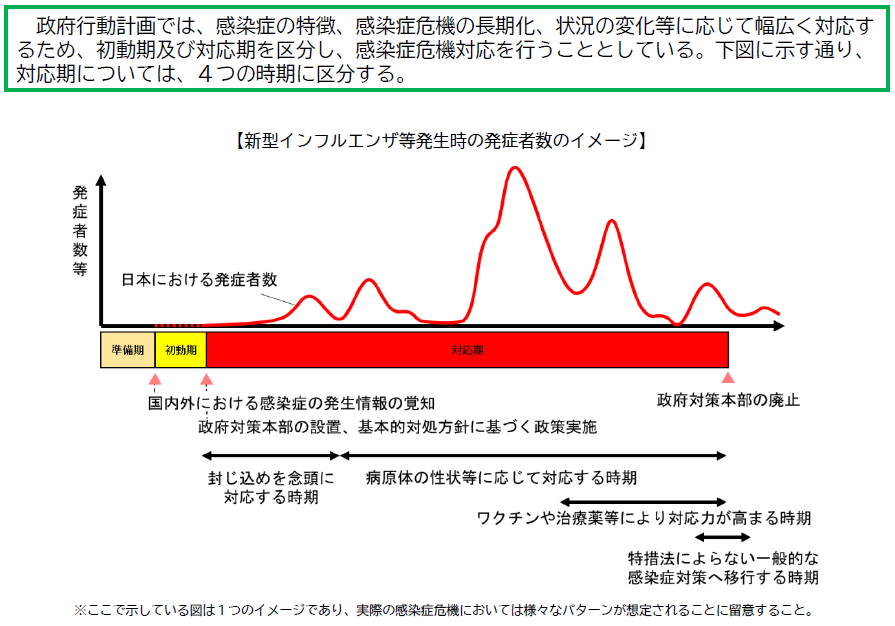 政府行動計画では、感染症の特徴、感染症危機の長期化、状況の変化等に応じて幅広く対応す
るため、初動期及び対応期を区分し、感染症危機対応を行うこととしている。下図に示す通り、
対応期については、４つの時期に区分する。
【新型インフルエンザ等発生時の発症者数のイメージ】
発症者数等
日本における発症者数
準備期
初動期
対応期
国内外における感染症の発生情報の覚知
政府対策本部の廃止
政府対策本部の設置、基本的対処方針に基づく政策実施
封じ込めを念頭に
対応する時期
病原体の性状等に応じて対応する時期
ワクチンや治療薬等により対応力が高まる時期
特措法によらない一般的な
感染症対策へ移行する時期
※ここで示している図は１つのイメージであり、実際の感染症危機においては様々なパターンが想定されることに留意すること。